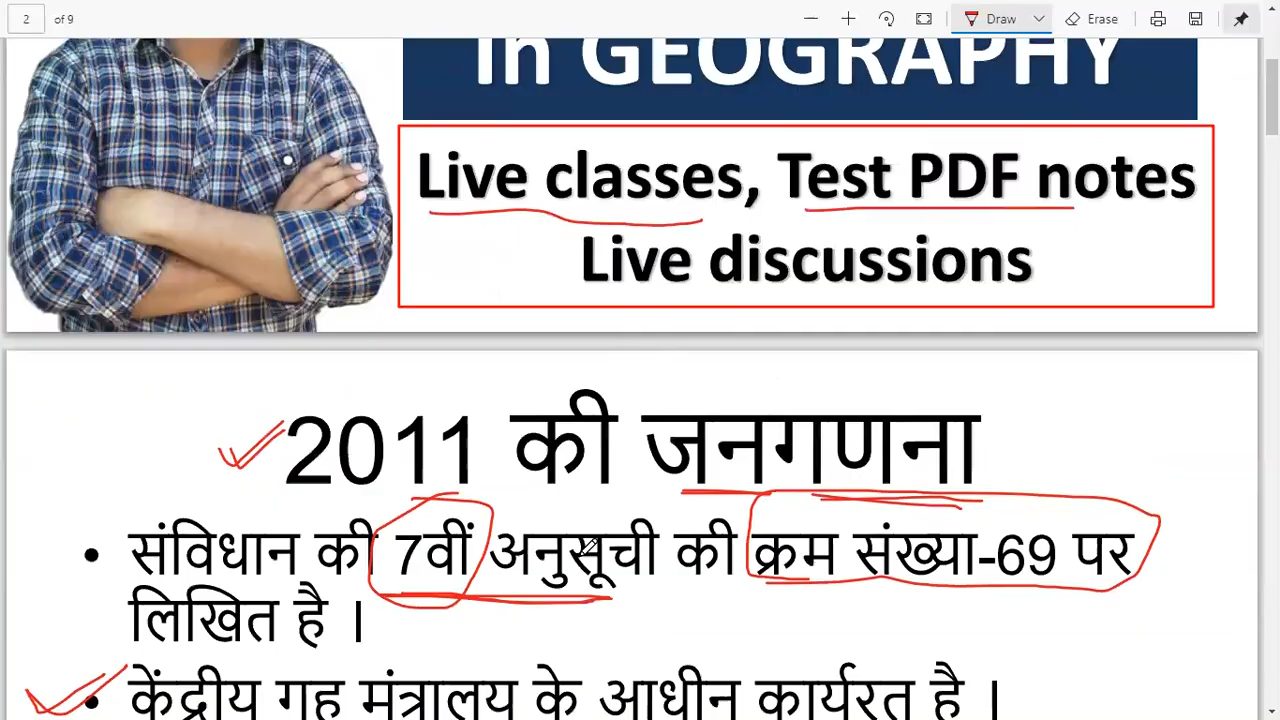 2 of 9
Draw
Erase
in GEOGRAPHY
Live classes, Test PDF notes
Live discussions
2011 की जनगणना
• संविधान की 7वीं अनुसूची की क्रम संख्या-69 पर
लिखित है ।
• केंद्रीय गृह मंत्रालय के आधीन कार्यरत है ।